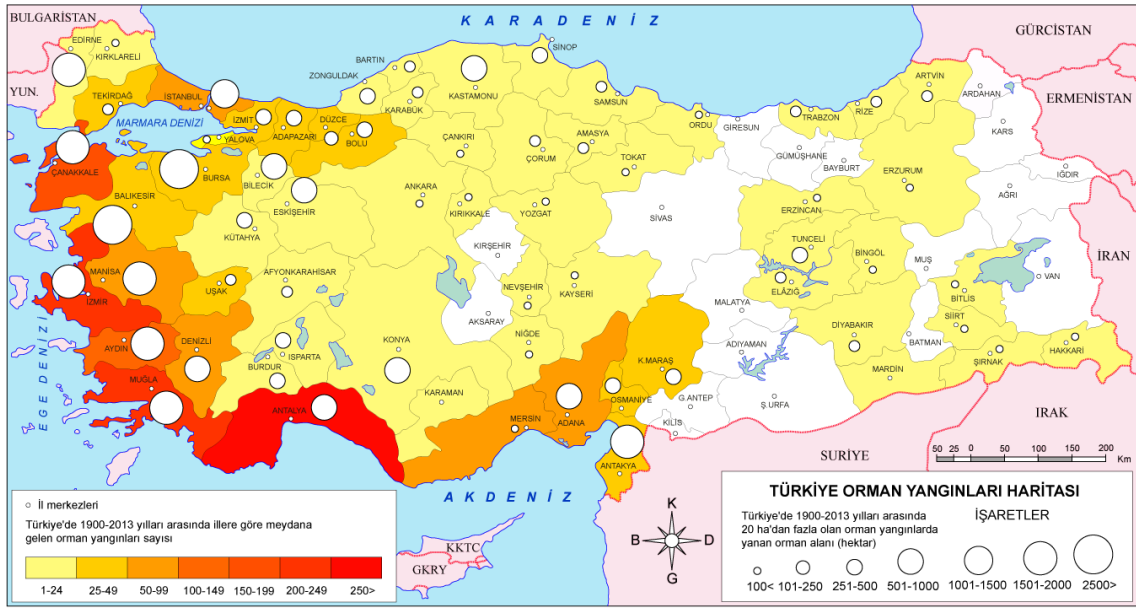 BULGARİSTAN
KARADENİZ
GÜRCİSTAN
EDİRNE
KIRKLARELİ
YUN.
TEKİRDAĞ
İSTANBUL
MARMARA DENİZİ
İZMİT
YALOVA
ADAPAZARI
DÜZCE
BOLU
ZONGULDAK
BARTIN
KARABÜK
KASTAMONU
SİNOP
SAMSUN
ORDU
GİRESUN
TRABZON
RİZE
ARTVİN
ARDAHAN
ERMENİSTAN
KARS
ÇANAKKALE
BURSA
BİLECİK
ÇANKIRI
ÇORUM
AMASYA
TOKAT
GÜMÜŞHANE
BAYBURT
ERZURUM
IĞDIR
AĞRI
BALIKESİR
ESKİŞEHİR
ANKARA
KIRIKKALE
YOZGAT
SİVAS
ERZİNCAN
KÜTAHYA
KIRŞEHİR
TUNCELİ
BİNGÖL
MUŞ
VAN
İRAN
MANİSA
İZMİR
UŞAK
AFYONKARAHİSAR
NEVŞEHİR
KAYSERİ
ELÂZIĞ
BİTLİS
AKSARAY
MALATYA
SİİRT
EGE DENİZİ
AYDIN
DENİZLİ
ISPARTA
BURDUR
KONYA
NİĞDE
K.MARAŞ
ADIYAMAN
DİYABAKIR
BATMAN
ŞIRNAK
HAKKARİ
MARDİN
MUĞLA
ANTALYA
KARAMAN
MERSİN
ADANA
OSMANİYE
G.ANTEP
KİLİS
Ş.URFA
ANTAKYA
IRAK
SURİYE
AKDENİZ
KKTC
GKRY
K
B
D
G
50 25 0 50 100 150 200
Km
İl merkezleri
Türkiye'de 1900-2013 yılları arasında illere göre meydana
gelen orman yangınları sayısı
1-24 25-49 50-99 100-149 150-199 200-249 250>
TÜRKİYE ORMAN YANGINLARI HARİTASI
İŞARETLER
Türkiye'de 1900-2013 yılları arasında
20 ha'dan fazla olan orman yangınlarda
yanan orman alanı (hektar)
100< 101-250 251-500 501-1000 1001-1500 1501-2000 2500>